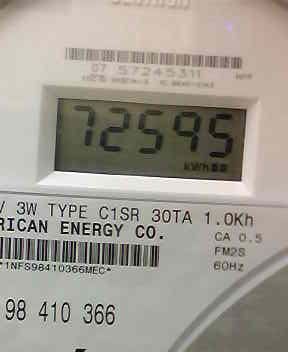 07 57245311
72595
kWh
V 3W TYPE C1SR 30TA 1.0Kh
RICAN ENERGY CO.
CA 0.5
FM2S
60Hz
*1NFS98410366MEC*
98 410 366